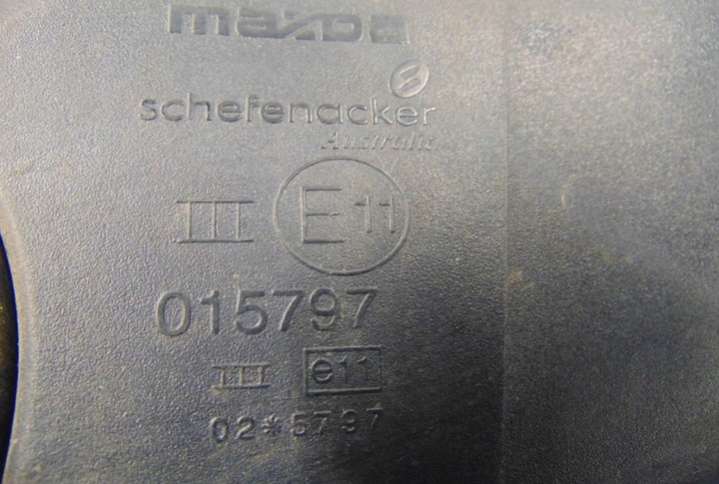 mazda
schefenacker
Australia
III E11
015797
III e11
02*5797